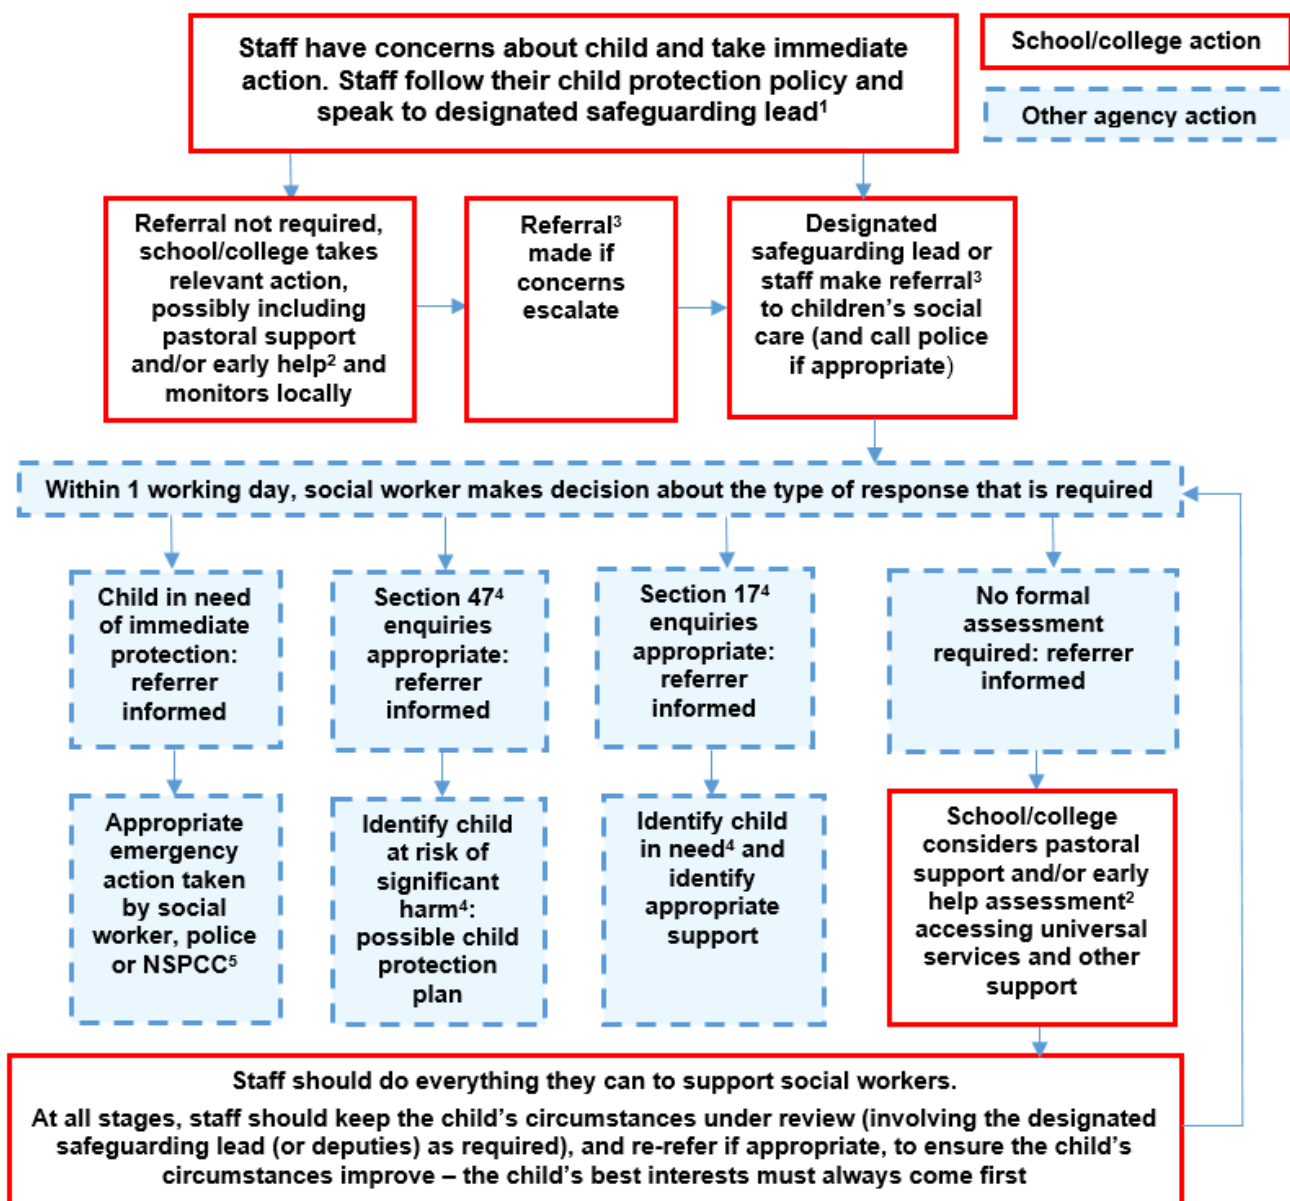 Staff have concerns about child and take immediate
action. Staff follow their child protection policy and
speak to designated safeguarding lead¹
School/college action
Other agency action
Referral not required,
school/college takes
relevant action,
possibly including
pastoral support
and/or early help² and
monitors locally
Referral³
made if
concerns
escalate
Designated
safeguarding lead or
staff make referral³
to children’s social
care (and call police
if appropriate)
Within 1 working day, social worker makes decision about the type of response that is required
Child in need
of immediate
protection:
referrer
informed
Section 47⁴
enquiries
appropriate:
referrer
informed
Section 17⁴
enquiries
appropriate:
referrer
informed
No formal
assessment
required: referrer
informed
Appropriate
emergency
action taken
by social
worker, police
or NSPCC⁵
Identify child
at risk of
significant
harm⁴:
possible child
protection
plan
Identify child
in need⁴ and
identify
appropriate
support
School/college
considers pastoral
support and/or early
help assessment²
accessing universal
services and other
support
Staff should do everything they can to support social workers.
At all stages, staff should keep the child’s circumstances under review (involving the designated
safeguarding lead (or deputies) as required), and re-refer if appropriate, to ensure the child’s
circumstances improve – the child’s best interests must always come first